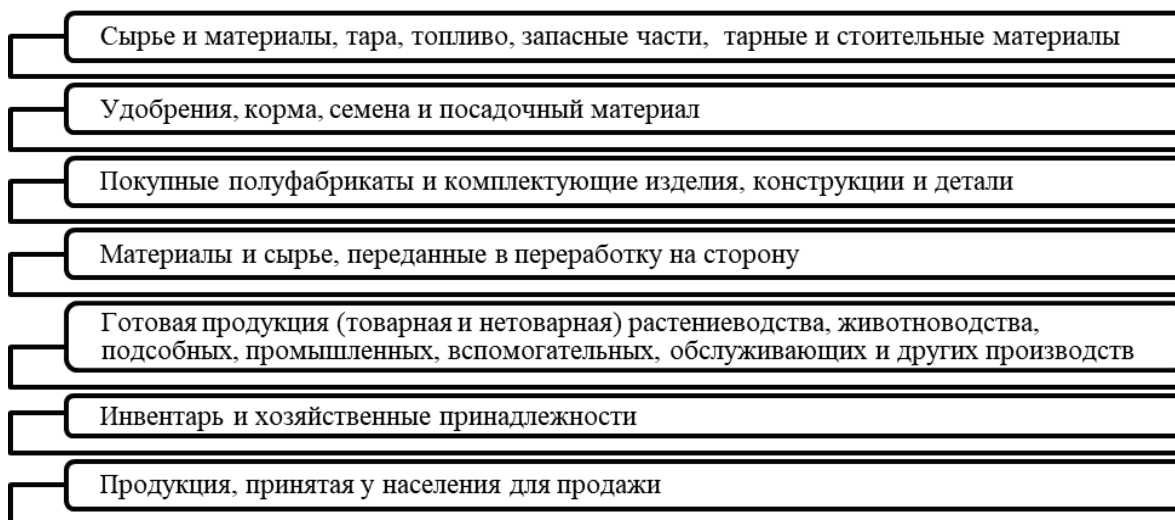 Сырье и материалы, тара, топливо, запасные части, тарные и стоительные материалы
Удобрения, корма, семена и посадочный материал
Покупные полуфабрикаты и комплектующие изделия, конструкции и детали
Материалы и сырье, переданные в переработку на сторону
Готовая продукция (товарная и нетоварная) растениеводства, животноводства,
подсобных, промышленных, вспомогательных, обслуживающих и других производств
Инвентарь и хозяйственные принадлежности
Продукция, принятая у населения для продажи